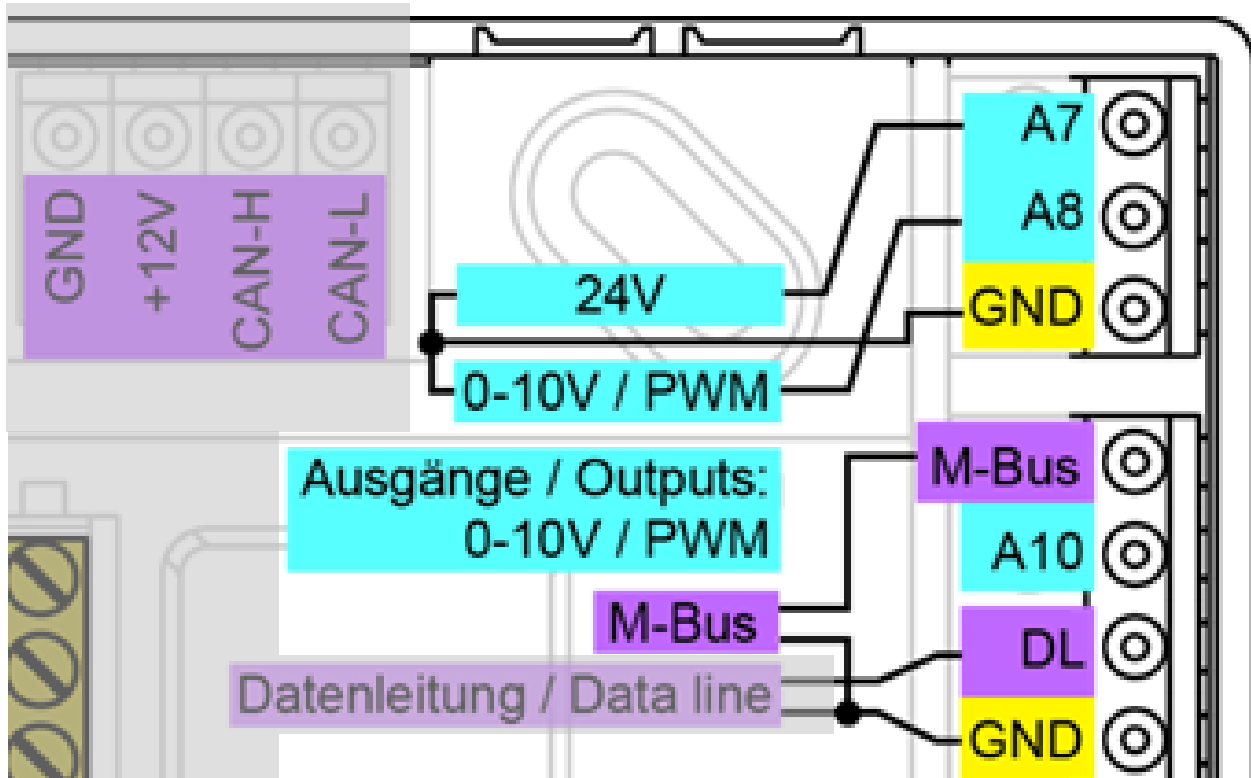 GND
+12V
CAN-H
CAN-L
A7
A8
24V
GND
0-10V / PWM
Ausgänge / Outputs:
0-10V / PWM
M-Bus
A10
M-Bus
DL
Datenleitung / Data line
GND